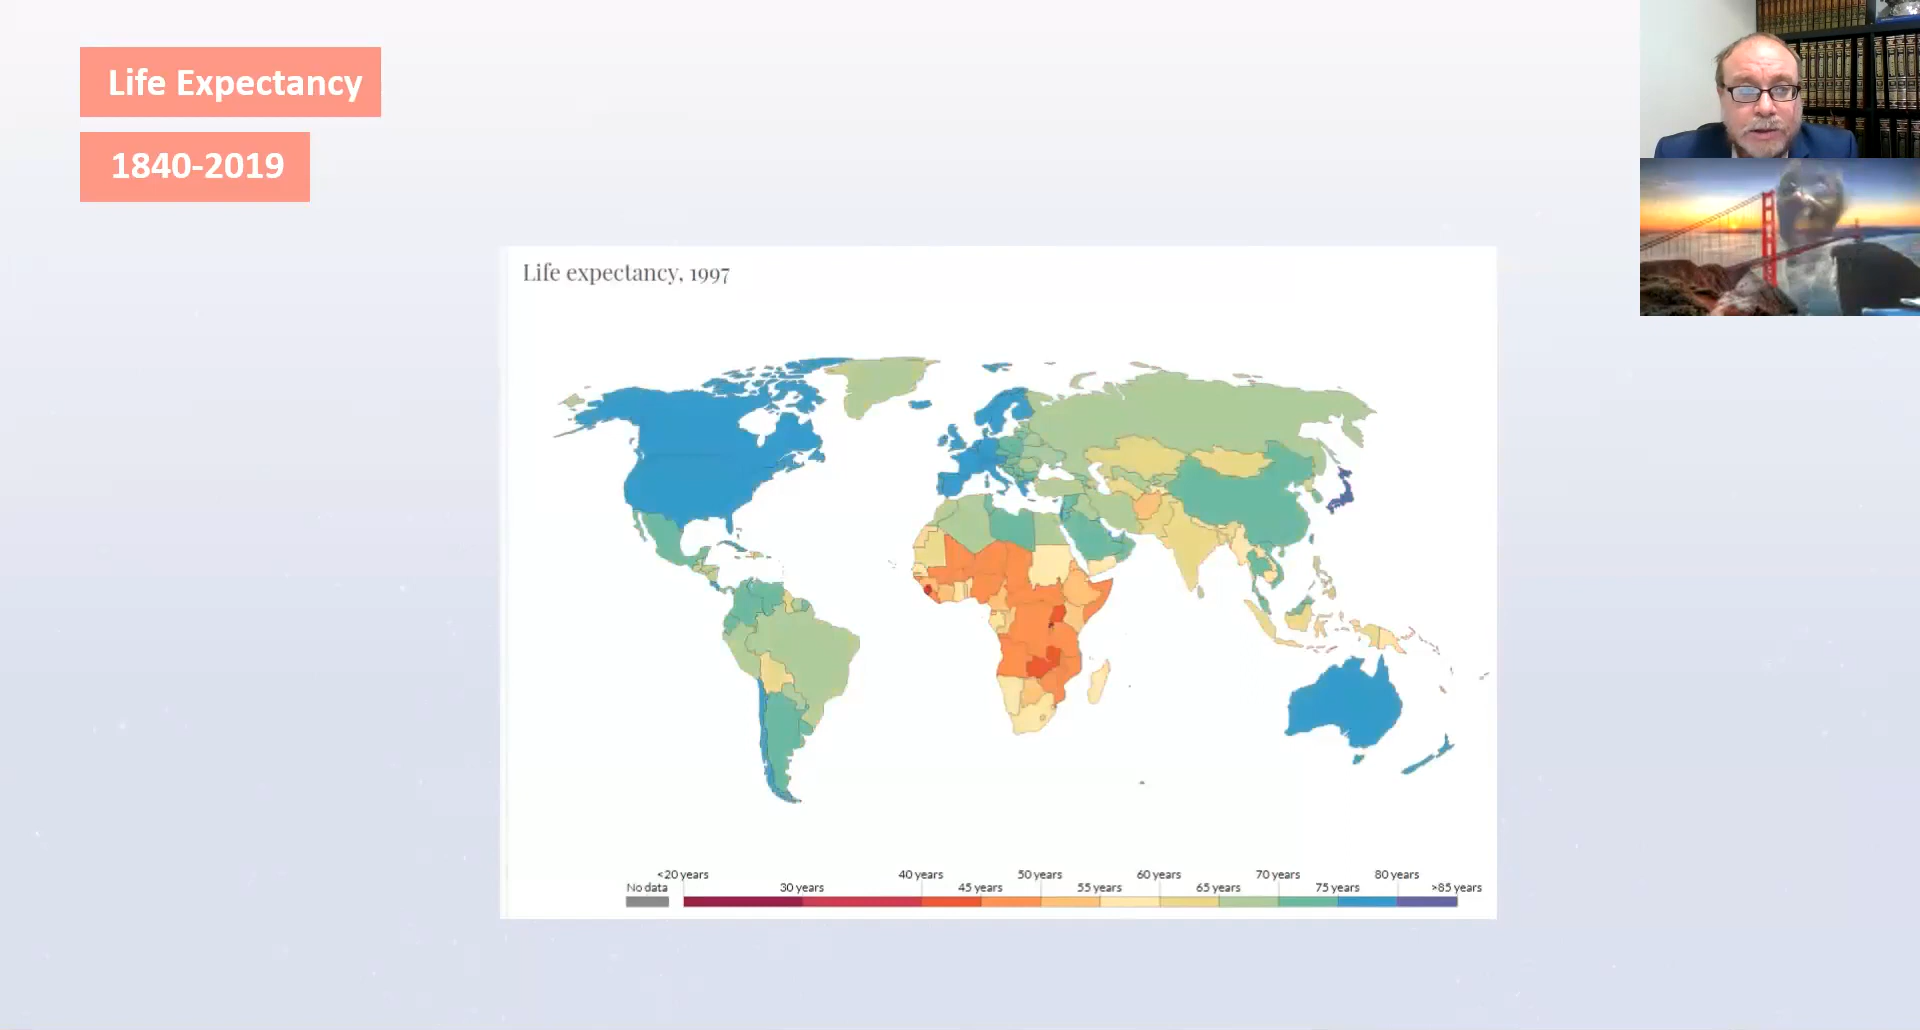 Life Expectancy
1840-2019
Life expectancy, 1997
<20 years 40 years 50 years 60 years 70 years 80 years
No data 30 years 45 years 55 years 65 years 75 years >85 years